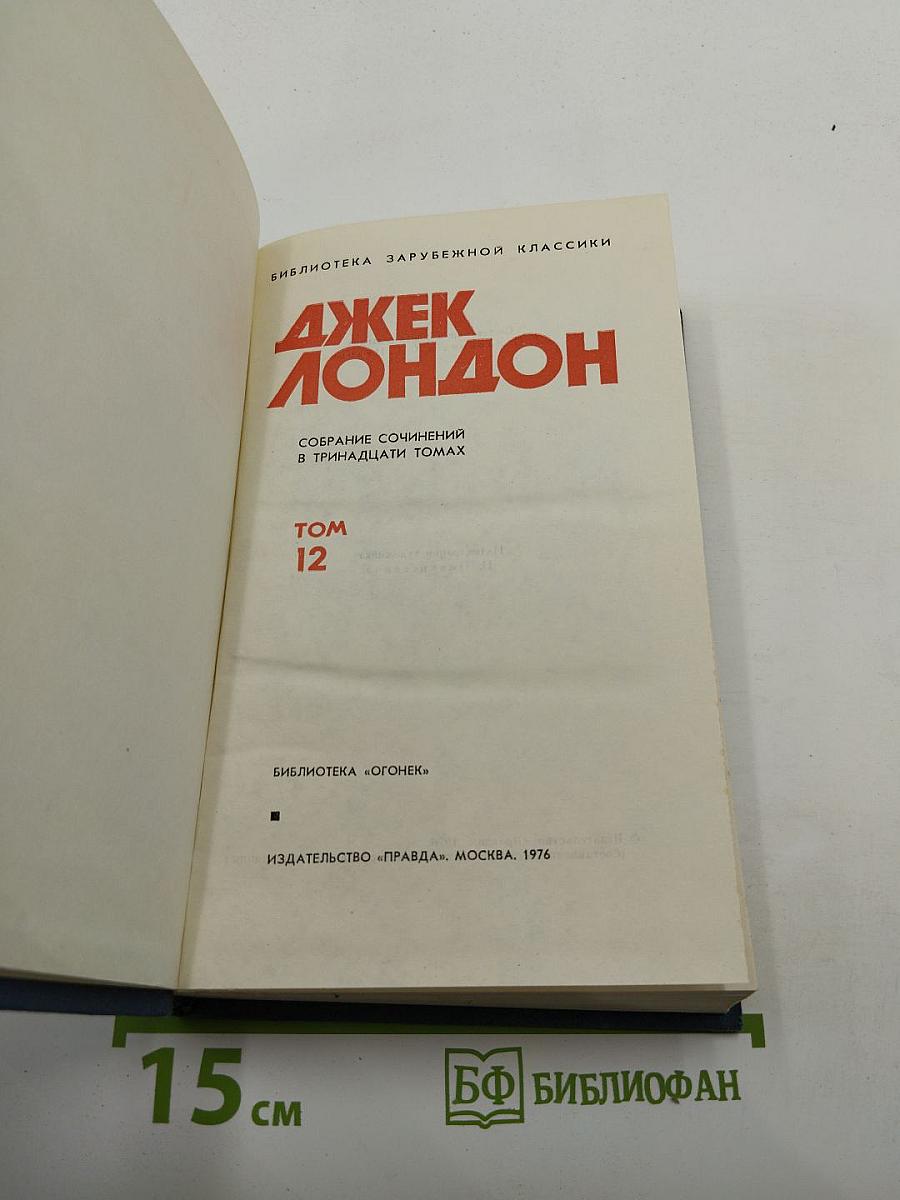 БИБЛИОТЕКА ЗАРУБЕЖНОЙ КЛАССИКИ
ДЖЕК
ЛОНДОН
СОБРАНИЕ СОЧИНЕНИЙ
В ТРИНАДЦАТИ ТОМАХ
ТОМ
12
БИБЛИОТЕКА «ОГОНЕК»
ИЗДАТЕЛЬСТВО «ПРАВДА». МОСКВА. 1976
15 см
БФ БИБЛИОФАН